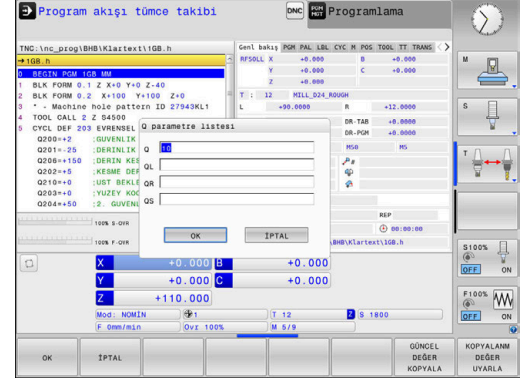 Program akışı tümce takibi
DNC
PGM MGT
Programlama
TNC:\nc_prog\BHB\Klartext\1GB.h
→1GB.h
0 BEGIN PGM 1GB MM
1 BLK FORM 0.1 Z X+0 Y+0 Z-40
2 BLK FORM 0.2 X+100 Y+100 Z+0
3 * - Machine hole pattern ID 27943KL1
4 TOOL CALL 2 Z S4500
5 CYCL DEF 203 EVRENSEL
Q200=+2 ;GUVENLIK
Q201=-25 ;DERINLIK
Q206=+150 ;DERIN KES
Q202=+5 ;KESME DER
Q210=+0 ;UST BEKLE
Q203=+0 ;YUZEY KOO
Q204=+50 ;2. GUVENL
100% S-OVR
100% F-OVR
Genl bakış PGM PAL LBL CYC M POS TOOL TT TRANS
RFSOLL X +0.000 B +0.000
Y +0.000 C +0.000
Z +0.000
T : 12 MILL_D24_ROUGH
L +90.0000 R +12.0000
DR-TAB +0.0000
DR-PGM +0.0000
M50 M5
REP
00:00:00
\BHB\Klartext\1GB.h
Q parametre listesi
Q 10
QL
QR
QS
OK
İPTAL
X +0.000 B +0.000
Y +0.000 C +0.000
Z +110.000
Mod: NOMİN 1 T 12 Z S 1800
F 0mm/min Ovr 100% M 5/9
M
S
T
S100%
OFF ON
F100%
OFF ON
OK
İPTAL
GÜNCEL DEĞER KOPYALA
KOPYALANM DEĞER UYARLA